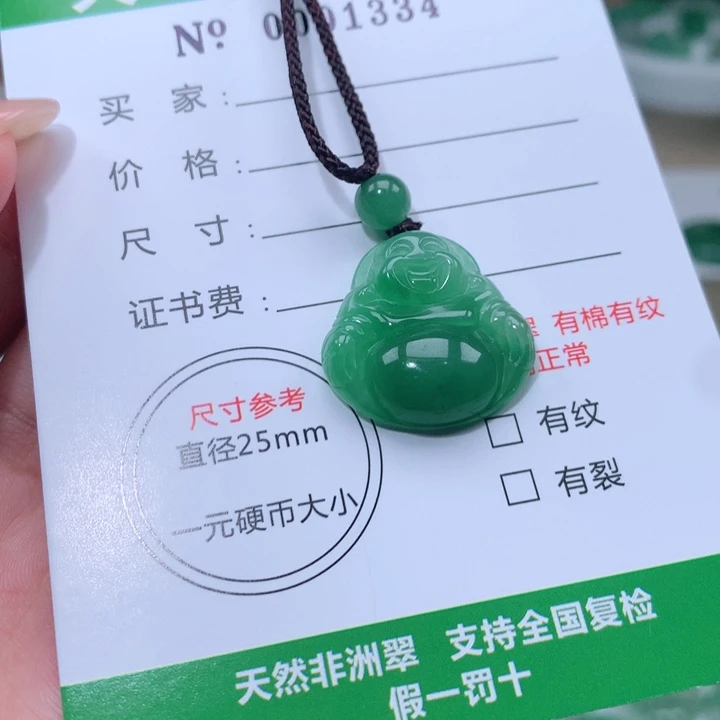 Nº 0091334
买 家：
价 格：
尺 寸：
证书费：
有棉有纹
正常
尺寸参考
直径25mm
一元硬币大小
有纹
有裂
天然非洲翠 支持全国复检
假一罚十